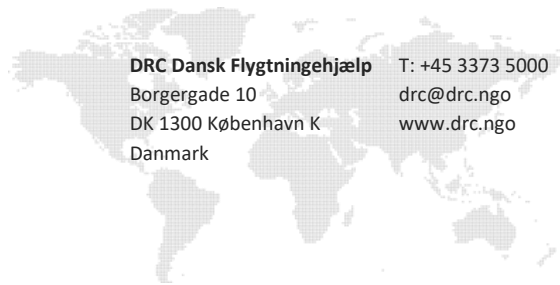 DRC Dansk Flygtningehjælp T: +45 3373 5000
Borgergade 10 drc@drc.ngo
DK 1300 København K www.drc.ngo
Danmark